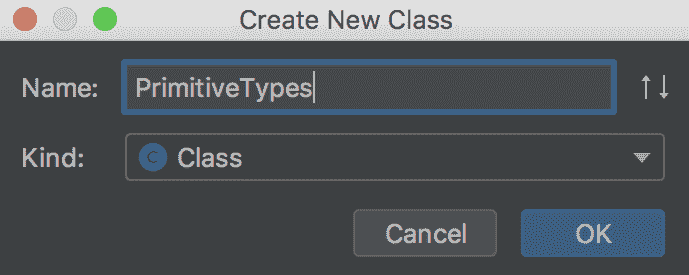 Create New Class
Name: PrimitiveTypes
Kind: C Class
Cancel OK